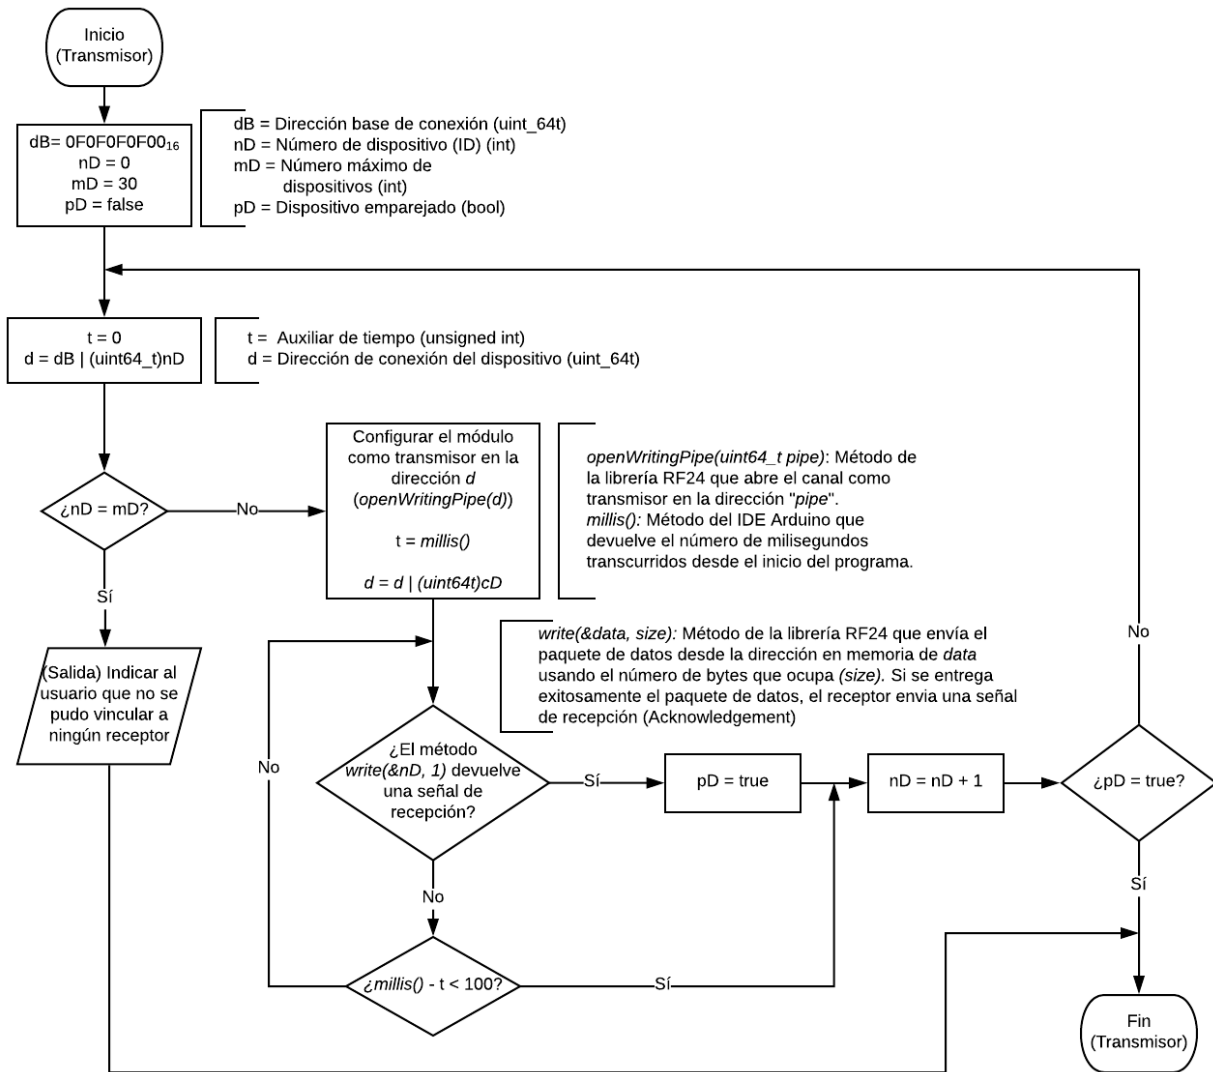 Inicio
(Transmisor)
dB= 0F0F0F0F00₁₆
nD = 0
mD = 30
pD = false
dB = Dirección base de conexión (uint_64t)
nD = Número de dispositivo (ID) (int)
mD = Número máximo de
dispositivos (int)
pD = Dispositivo emparejado (bool)
t = 0
d = dB | (uint64_t)nD
t = Auxiliar de tiempo (unsigned int)
d = Dirección de conexión del dispositivo (uint_64t)
¿nD = mD?
No
Sí
Configurar el módulo
como transmisor en la
dirección d
(openWritingPipe(d))
t = millis()
d = d | (uint64t)cD
openWritingPipe(uint64_t pipe): Método de
la librería RF24 que abre el canal como
transmisor en la dirección "pipe".
millis(): Método del IDE Arduino que
devuelve el número de milisegundos
transcurridos desde el inicio del programa.
(Salida) Indicar al
usuario que no se
pudo vincular a
ningún receptor
write(&data, size): Método de la librería RF24 que envía el
paquete de datos desde la dirección en memoria de data
usando el número de bytes que ocupa (size). Si se entrega
exitosamente el paquete de datos, el receptor envia una señal
de recepción (Acknowledgement)
¿El método
write(&nD, 1) devuelve
una señal de
recepción?
Sí
pD = true
nD = nD + 1
¿pD = true?
No
Sí
No
¿millis() - t < 100?
No
Sí
Fin
(Transmisor)